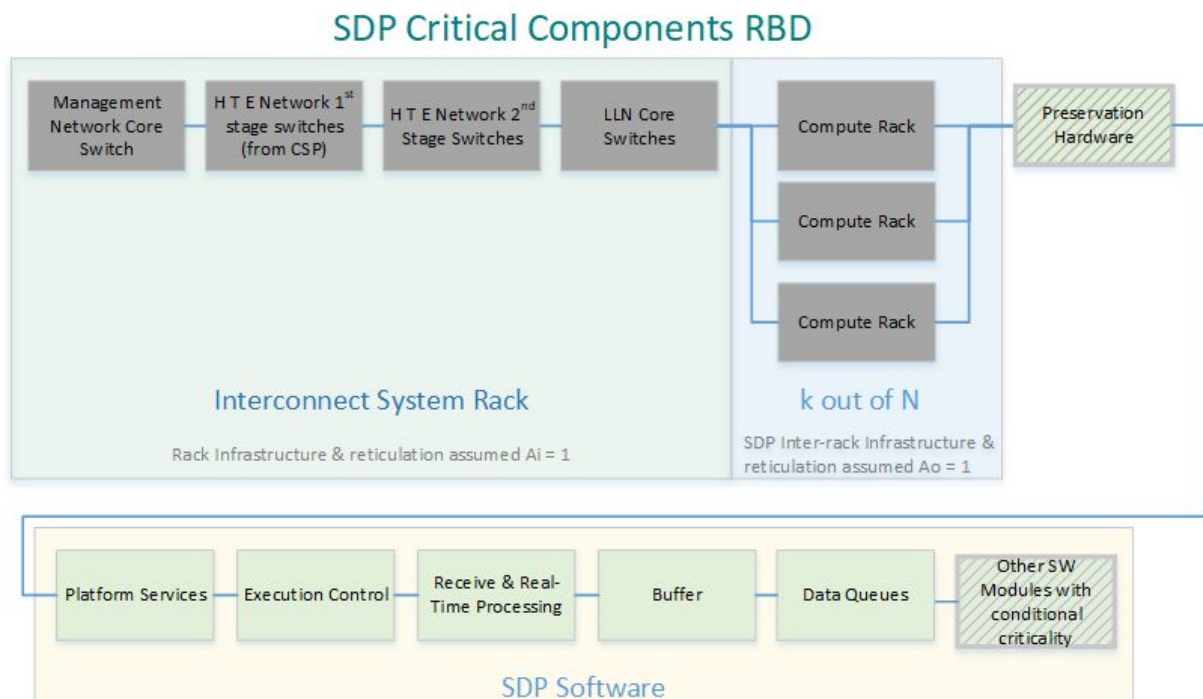 SDP Critical Components RBD
Management
Network Core
Switch
H T E Network 1st
stage switches
(from CSP)
H T E Network 2nd
Stage Switches
LLN Core
Switches
Compute Rack
Compute Rack
Compute Rack
Preservation
Hardware
Interconnect System Rack
Rack Infrastructure & reticulation assumed Ai = 1
k out of N
SDP Inter-rack Infrastructure &
reticulation assumed Ao = 1
Platform Services
Execution Control
Receive & Real-
Time Processing
Buffer
Data Queues
Other SW
Modules with
conditional
criticality
SDP Software